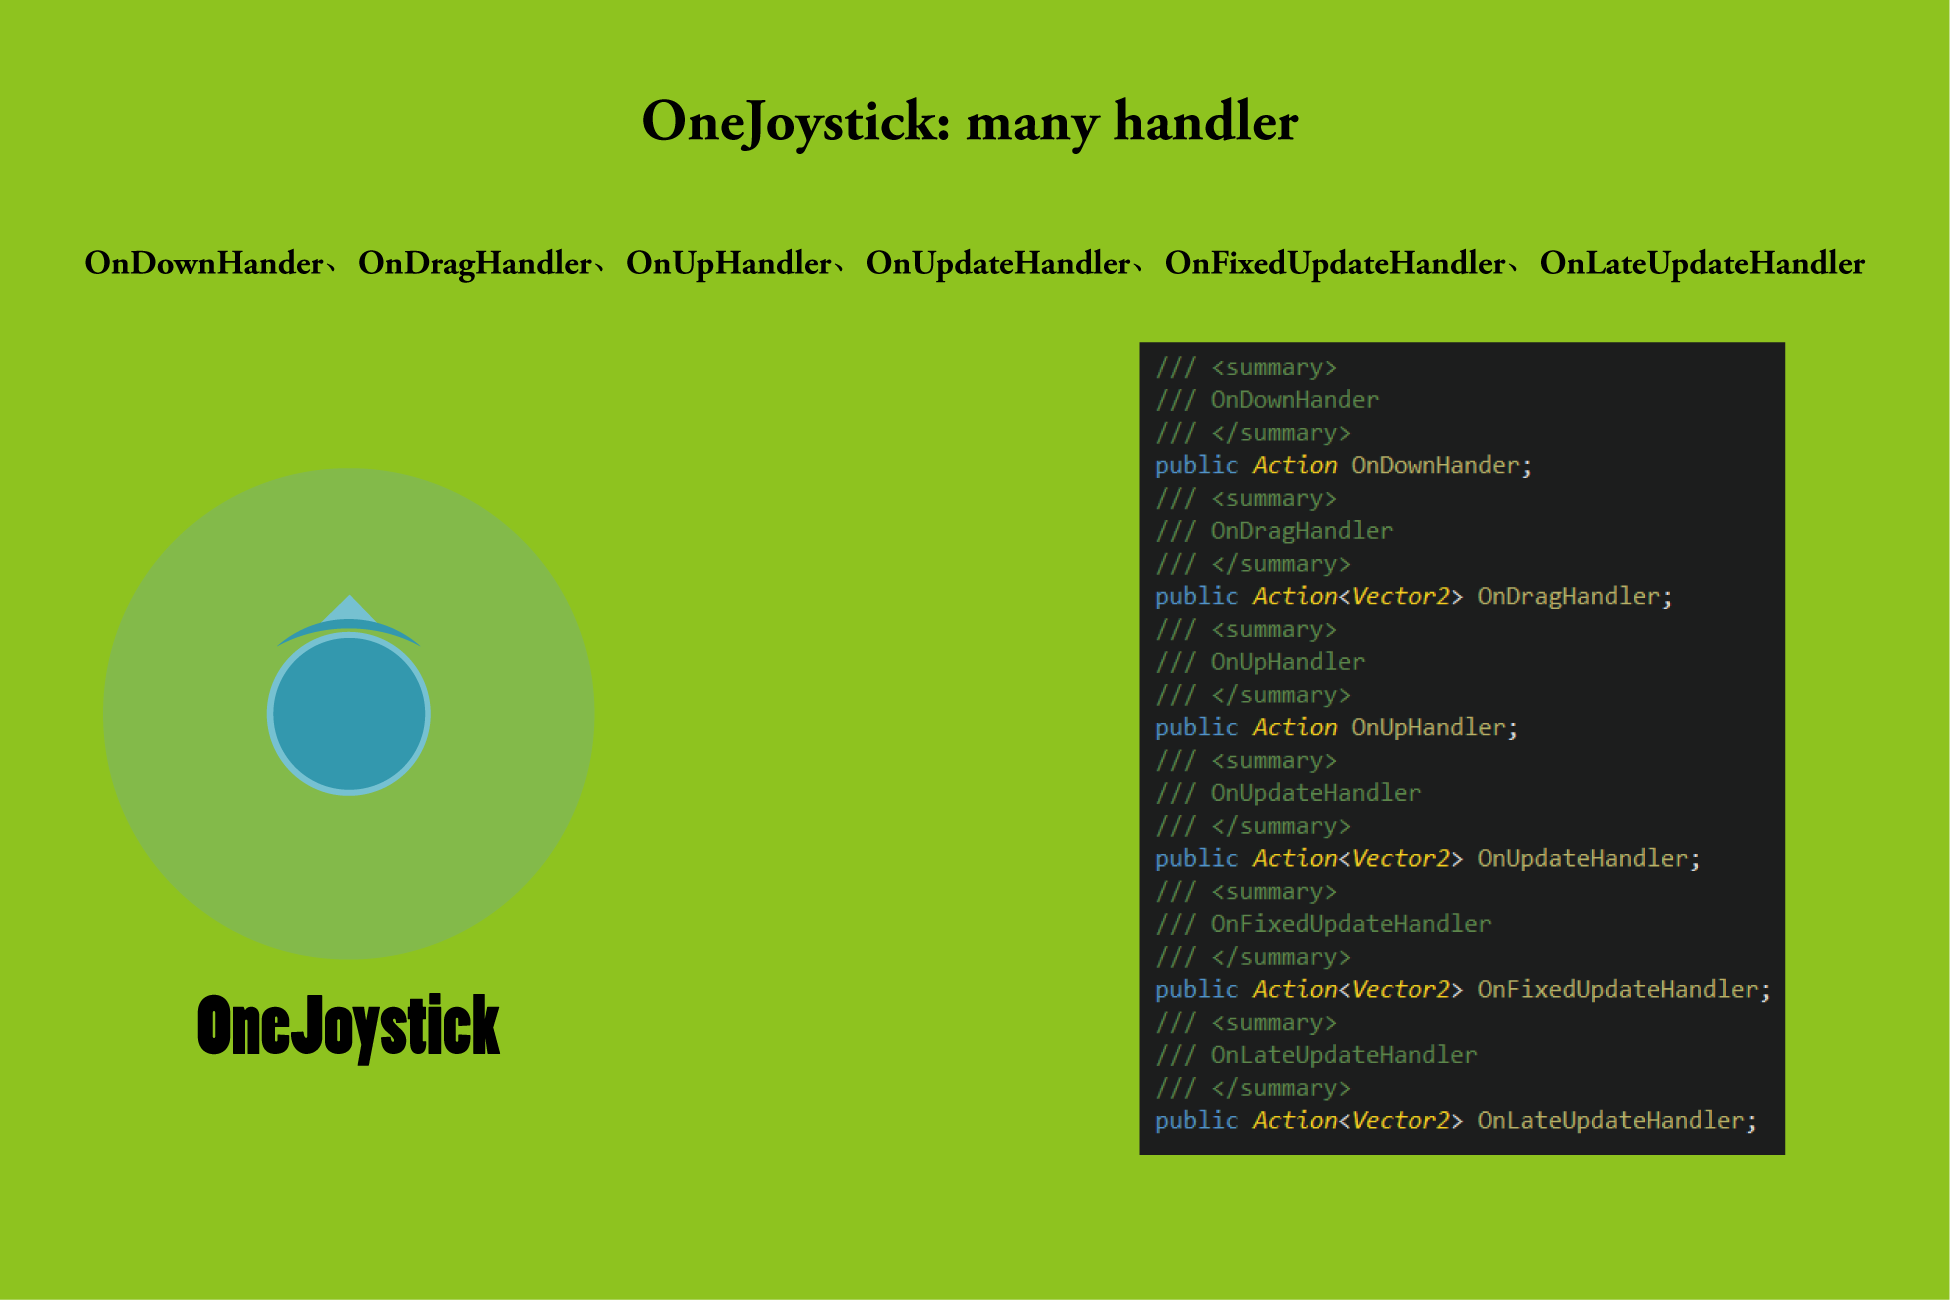 OneJoystick: many handler
OnDownHander、 OnDragHandler、 OnUpHandler、 OnUpdateHandler、 OnFixedUpdateHandler、 OnLateUpdateHandler
/// <summary>
/// OnDownHander
/// </summary>
public Action OnDownHander;
/// <summary>
/// OnDragHandler
/// </summary>
public Action<Vector2> OnDragHandler;
/// <summary>
/// OnUpHandler
/// </summary>
public Action OnUpHandler;
/// <summary>
/// OnUpdateHandler
/// </summary>
public Action<Vector2> OnUpdateHandler;
/// <summary>
/// OnFixedUpdateHandler
/// </summary>
public Action<Vector2> OnFixedUpdateHandler;
/// <summary>
/// OnLateUpdateHandler
/// </summary>
public Action<Vector2> OnLateUpdateHandler;
OneJoystick